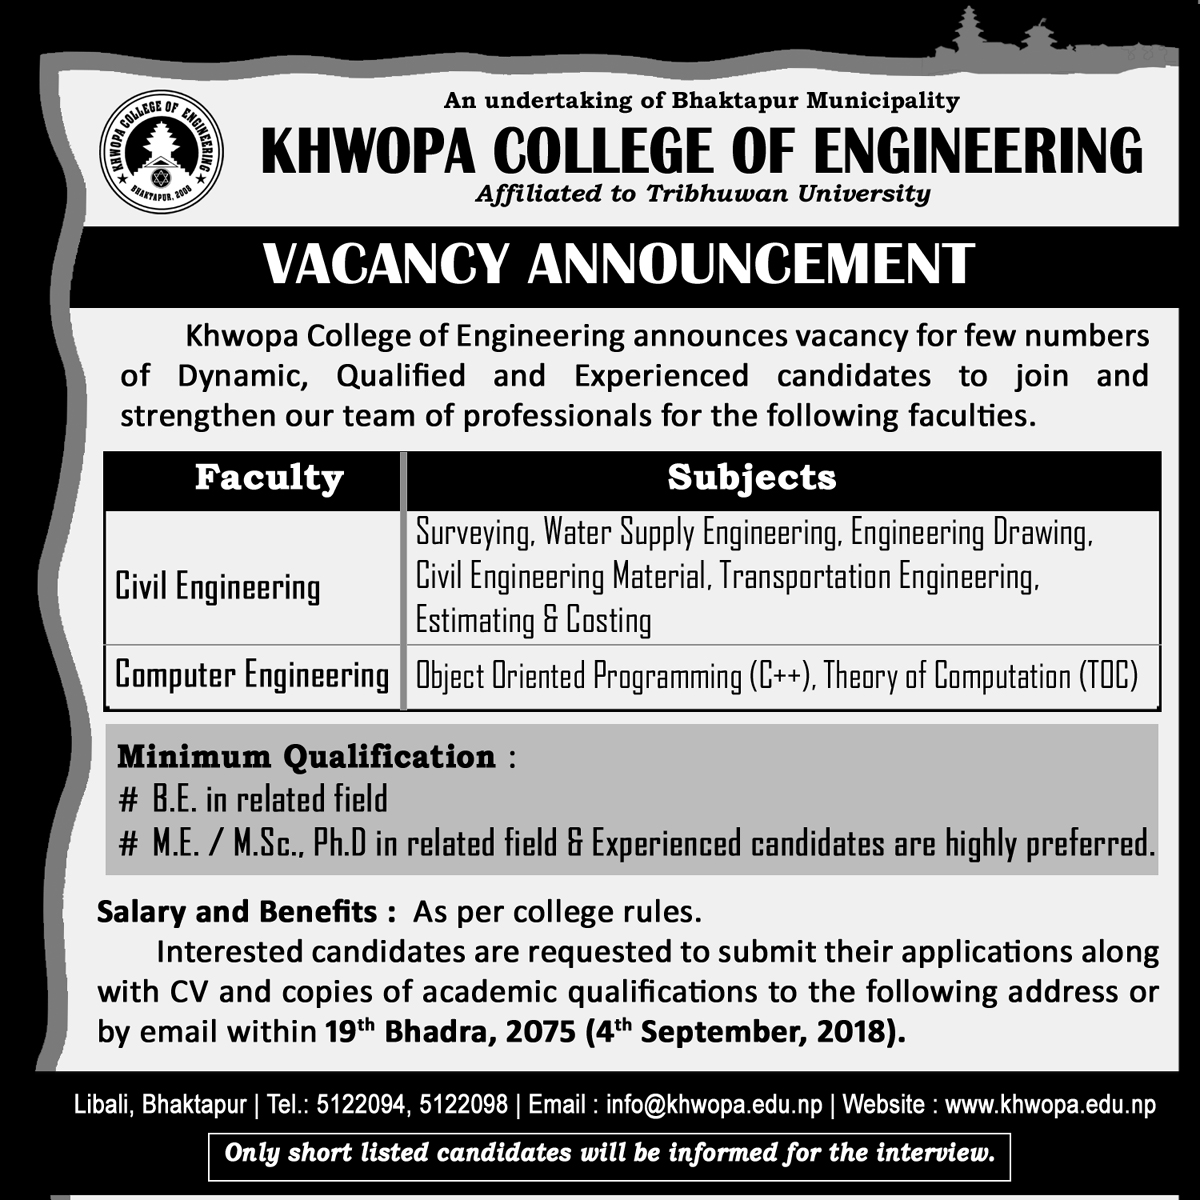 An undertaking of Bhaktapur Municipality
KHWOPA COLLEGE OF ENGINEERING
Affiliated to Tribhuwan University
KHWOPA COLLEGE OF ENGINEERING
BHAKTAPUR, 2008
VACANCY ANNOUNCEMENT
Khwopa College of Engineering announces vacancy for few numbers
of Dynamic, Qualified and Experienced candidates to join and
strengthen our team of professionals for the following faculties.
Faculty Subjects
Civil Engineering
Surveying, Water Supply Engineering, Engineering Drawing,
Civil Engineering Material, Transportation Engineering,
Estimating & Costing
Computer Engineering Object Oriented Programming (C++), Theory of Computation (TOC)
Minimum Qualification :
# B.E. in related field
# M.E. / M.Sc., Ph.D in related field & Experienced candidates are highly preferred.
Salary and Benefits : As per college rules.
Interested candidates are requested to submit their applications along
with CV and copies of academic qualifications to the following address or
by email within 19th Bhadra, 2075 (4th September, 2018).
Libali, Bhaktapur | Tel.: 5122094, 5122098 | Email : info@khwopa.edu.np | Website : www.khwopa.edu.np
Only short listed candidates will be informed for the interview.